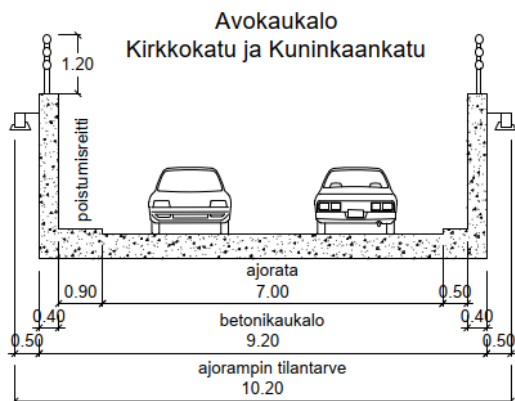 Avokaukalo
Kirkkokatu ja Kuninkaankatu
1.20
poistumisreitti
ajorata
0.90 7.00 0.50
0.40 betonikaukalo 0.40
0.50 9.20 0.50
ajorampin tilantarve
10.20